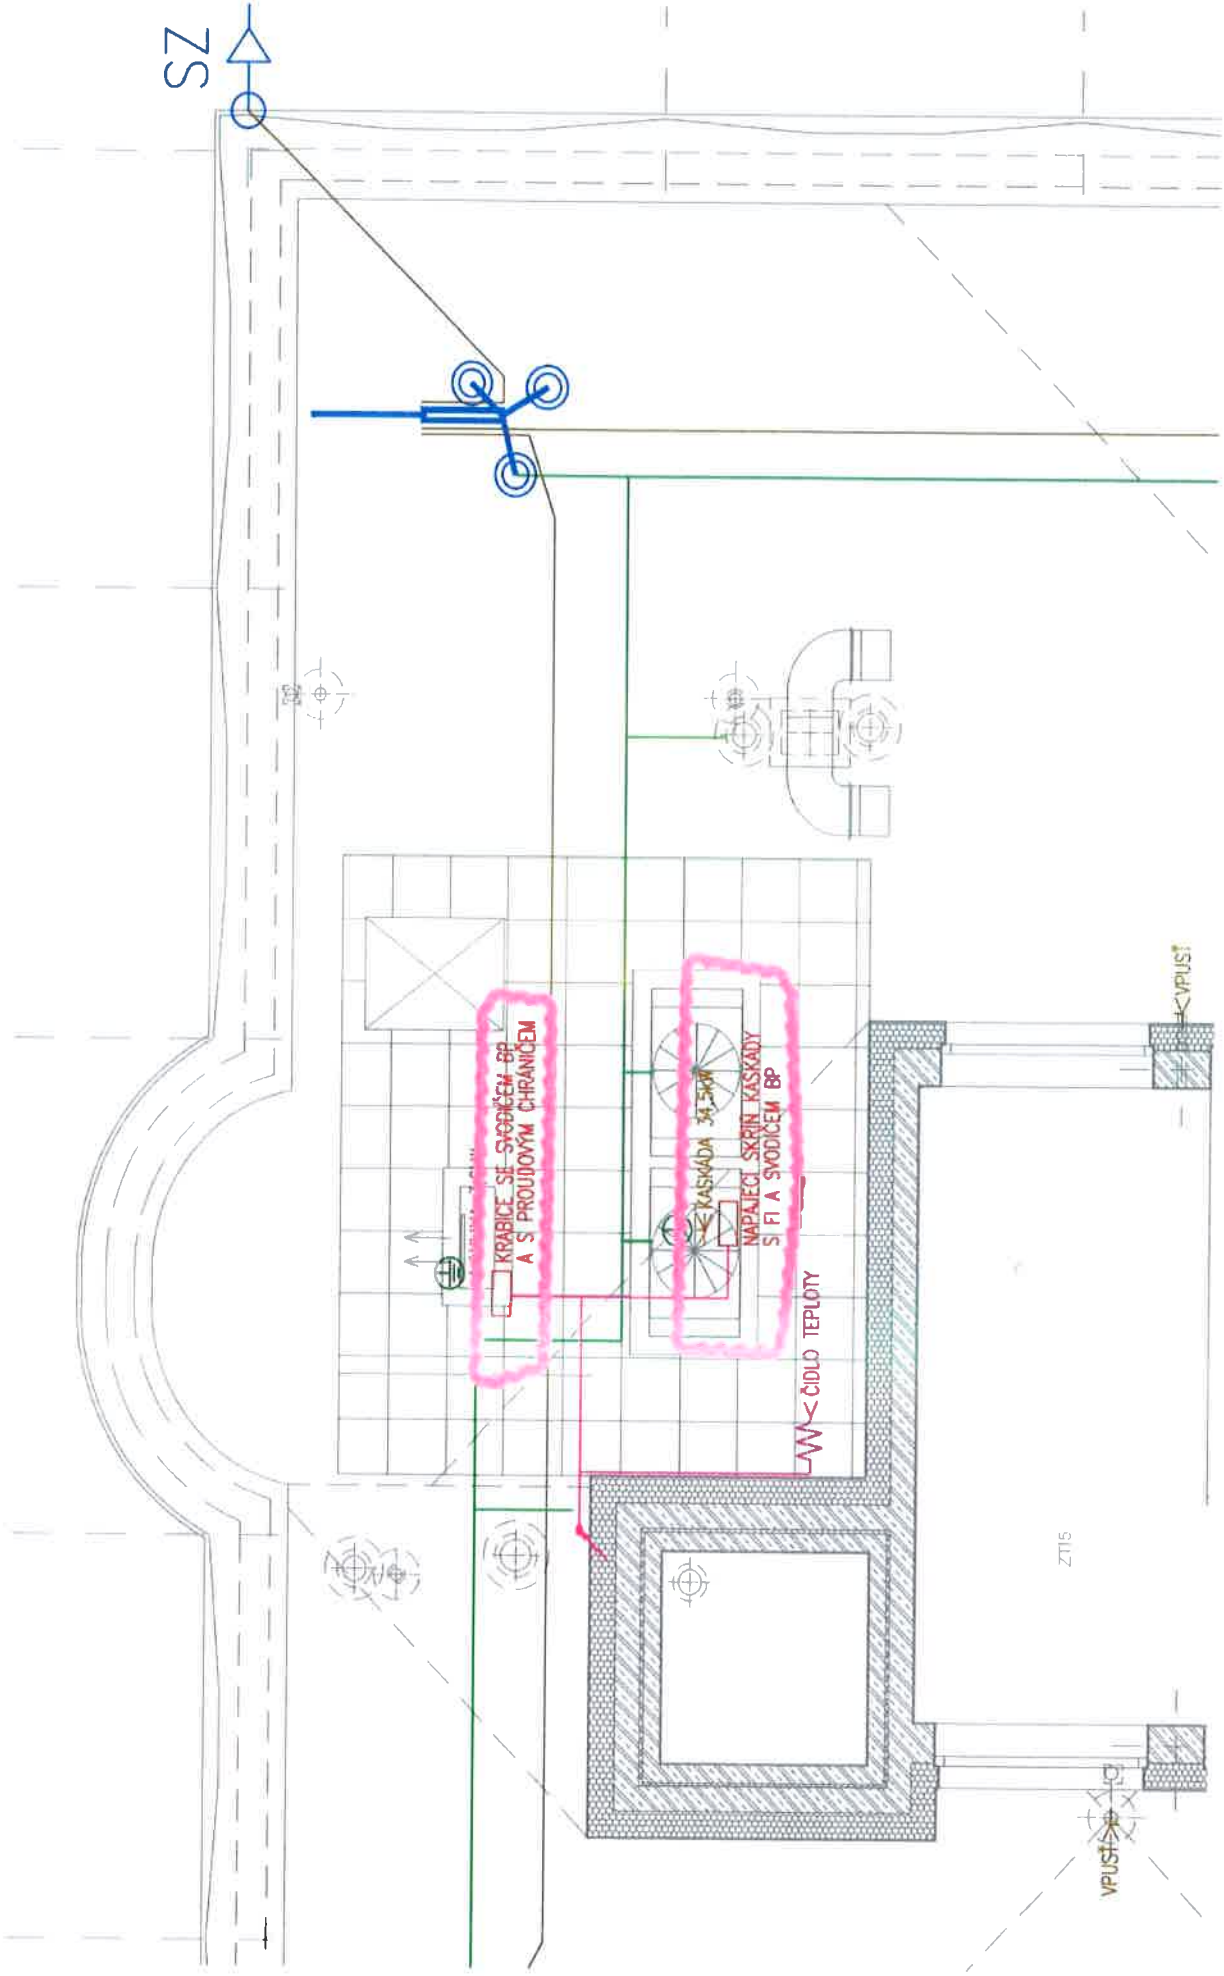 SZ
KRABICE SE SVODIČEM BP
A S PROUDOVÝM CHRÁNIČEM
KASKÁDA 34,5kW
NAPÁJECÍ SKŘÍŇ KASKÁDY
S FI A SVODIČEM BP
ČIDLO TEPLOTY
VPUSŤ
ZT15
VPUSŤ